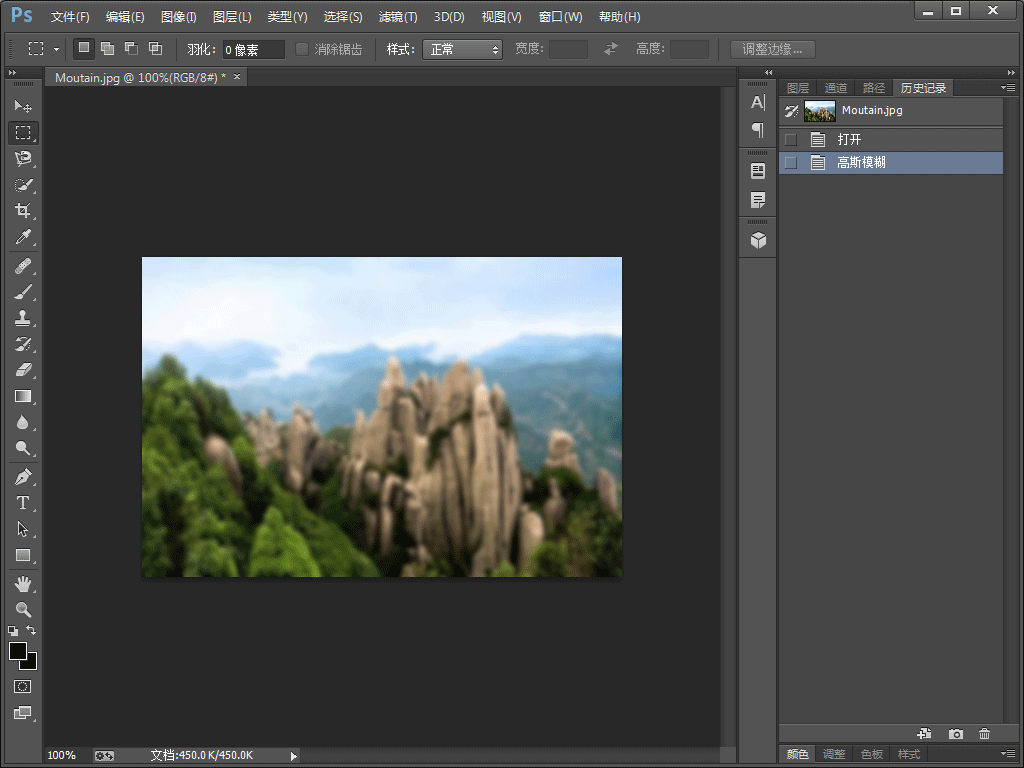 Ps 文件(F) 编辑(E) 图像(I) 图层(L) 类型(Y) 选择(S) 滤镜(T) 3D(D) 视图(V) 窗口(W) 帮助(H)
羽化: 0 像素 消除锯齿 样式: 正常 宽度: 高度: 调整边缘...
Moutain.jpg @ 100%(RGB/8#) * ×
图层 通道 路径 历史记录
Moutain.jpg
打开
高斯模糊
100% 文档:450.0K/450.0K
颜色 调整 色板 样式